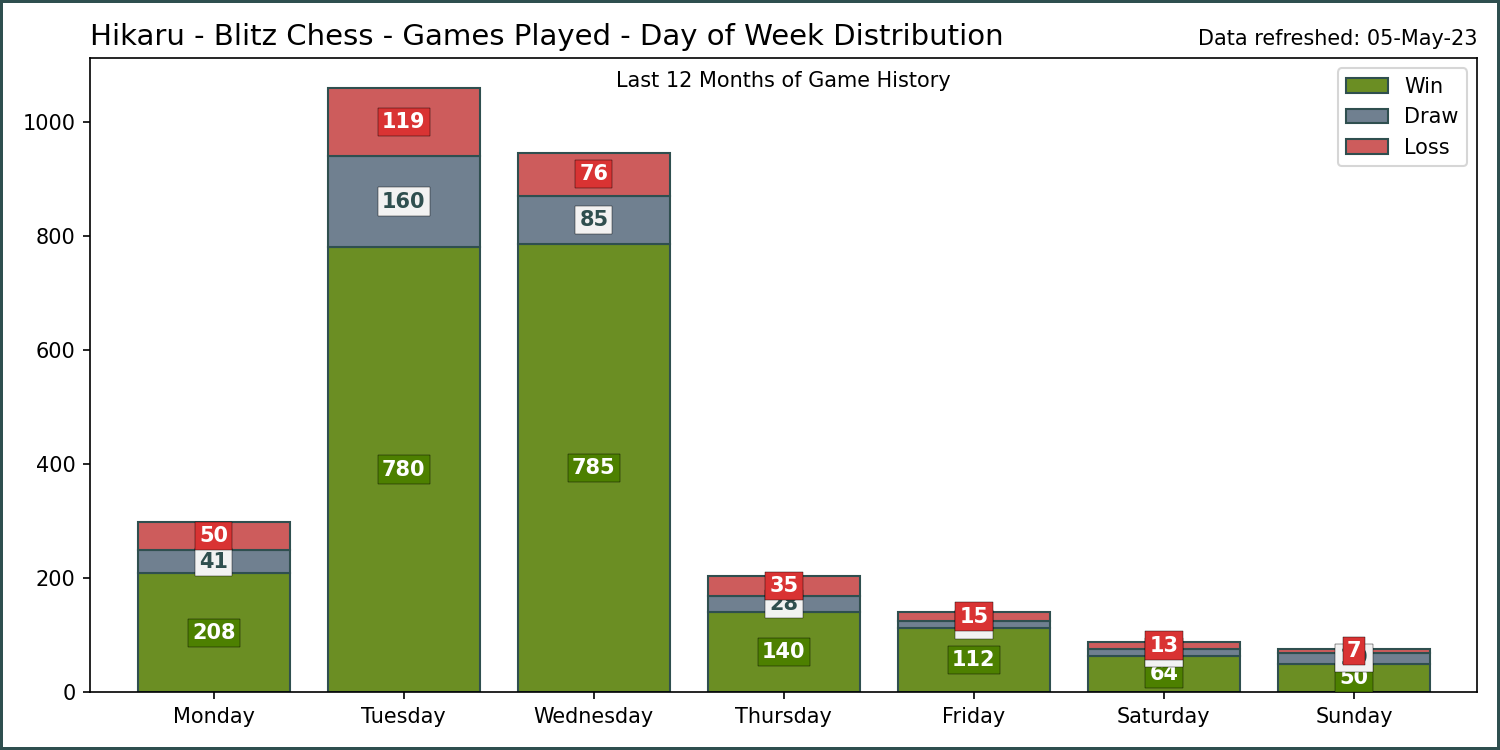 Hikaru - Blitz Chess - Games Played - Day of Week Distribution
Data refreshed: 05-May-23
Last 12 Months of Game History
Win
Draw
Loss
1000
800
600
400
200
0
119
160
780
76
85
785
50
41
208
35
28
140
15
112
13
64
7
50
Monday
Tuesday
Wednesday
Thursday
Friday
Saturday
Sunday